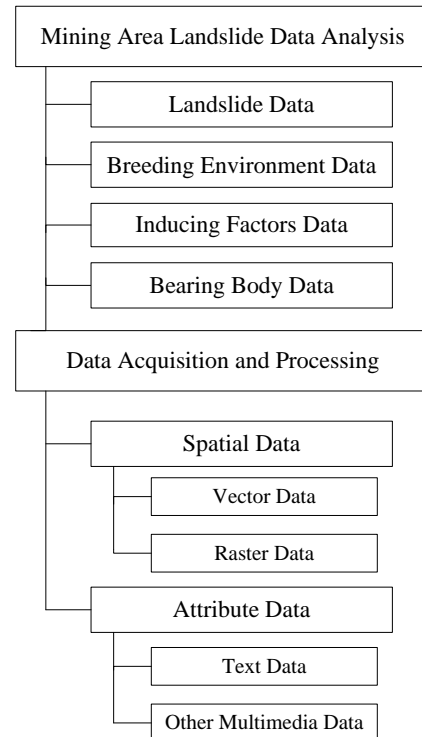 Mining Area Landslide Data Analysis
Landslide Data
Breeding Environment Data
Inducing Factors Data
Bearing Body Data
Data Acquisition and Processing
Spatial Data
Vector Data
Raster Data
Attribute Data
Text Data
Other Multimedia Data